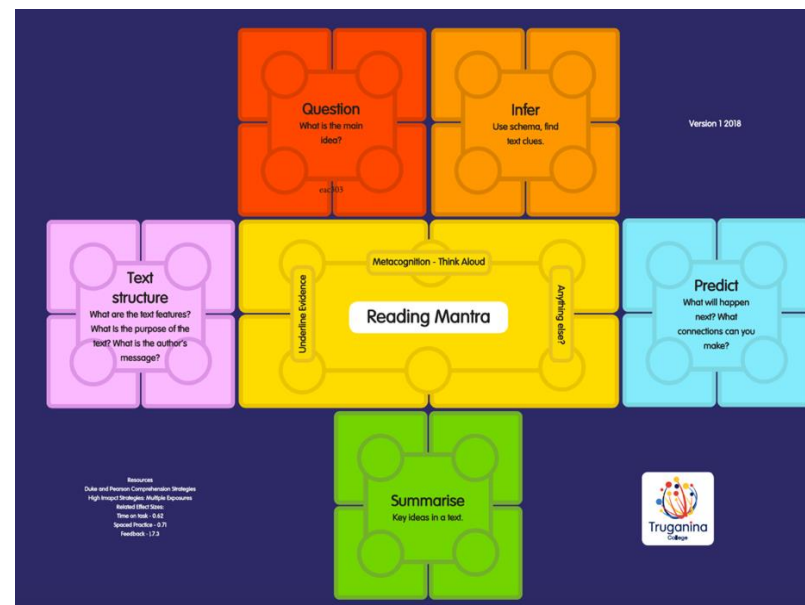 Question
What is the main
idea?
eac303
Infer
Use schema, find
text clues.
Version 1 2018
Text
structure
What are the text features?
What is the purpose of the
text? What is the author's
message?
Metacognition - Think Aloud
Underline Evidence
Reading Mantra
Anything else?
Predict
What will happen
next? What
connections can you
make?
Summarise
Key ideas in a text.
Resources
Duke and Pearson Comprehension Strategies
High Imapct Strategies: Multiple Exposures
Related Effect Sizes:
Time on task - 0.62
Spaced Practice - 0.71
Feedback - j.7.3
Truganina
College